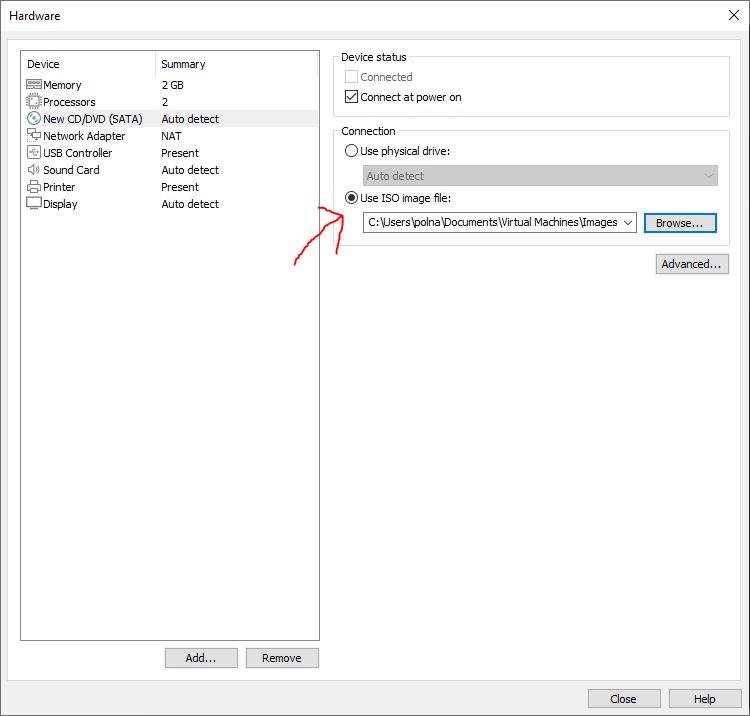 Hardware
Device Summary
Memory 2 GB
Processors 2
New CD/DVD (SATA) Auto detect
Network Adapter NAT
USB Controller Present
Sound Card Auto detect
Printer Present
Display Auto detect
Add... Remove
Device status
Connected
Connect at power on
Connection
Use physical drive:
Auto detect
Use ISO image file:
C:\Users\polna\Documents\Virtual Machines\Images Browse...
Advanced...
Close Help